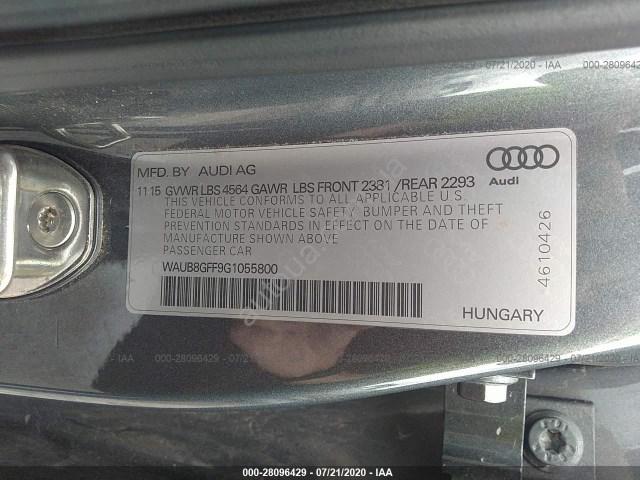 000-28096429 - 07/21/2020 - IAA
MFD. BY AUDI AG
11 15 GVWR LBS 4564 GAWR LBS FRONT 2381 /REAR 2293
THIS VEHICLE CONFORMS TO ALL APPLICABLE U.S.
FEDERAL MOTOR VEHICLE SAFETY, BUMPER AND THEFT
PREVENTION STANDARDS IN EFFECT ON THE DATE OF
MANUFACTURE SHOWN ABOVE.
PASSENGER CAR
WAUB8GFF9G1055800
Audi
4610426
HUNGARY
000-28096429 - 07/21/2020 - IAA
000-28096429 - 07/21/2020 - IAA
000-28096429 - 07/21/2020 - IAA